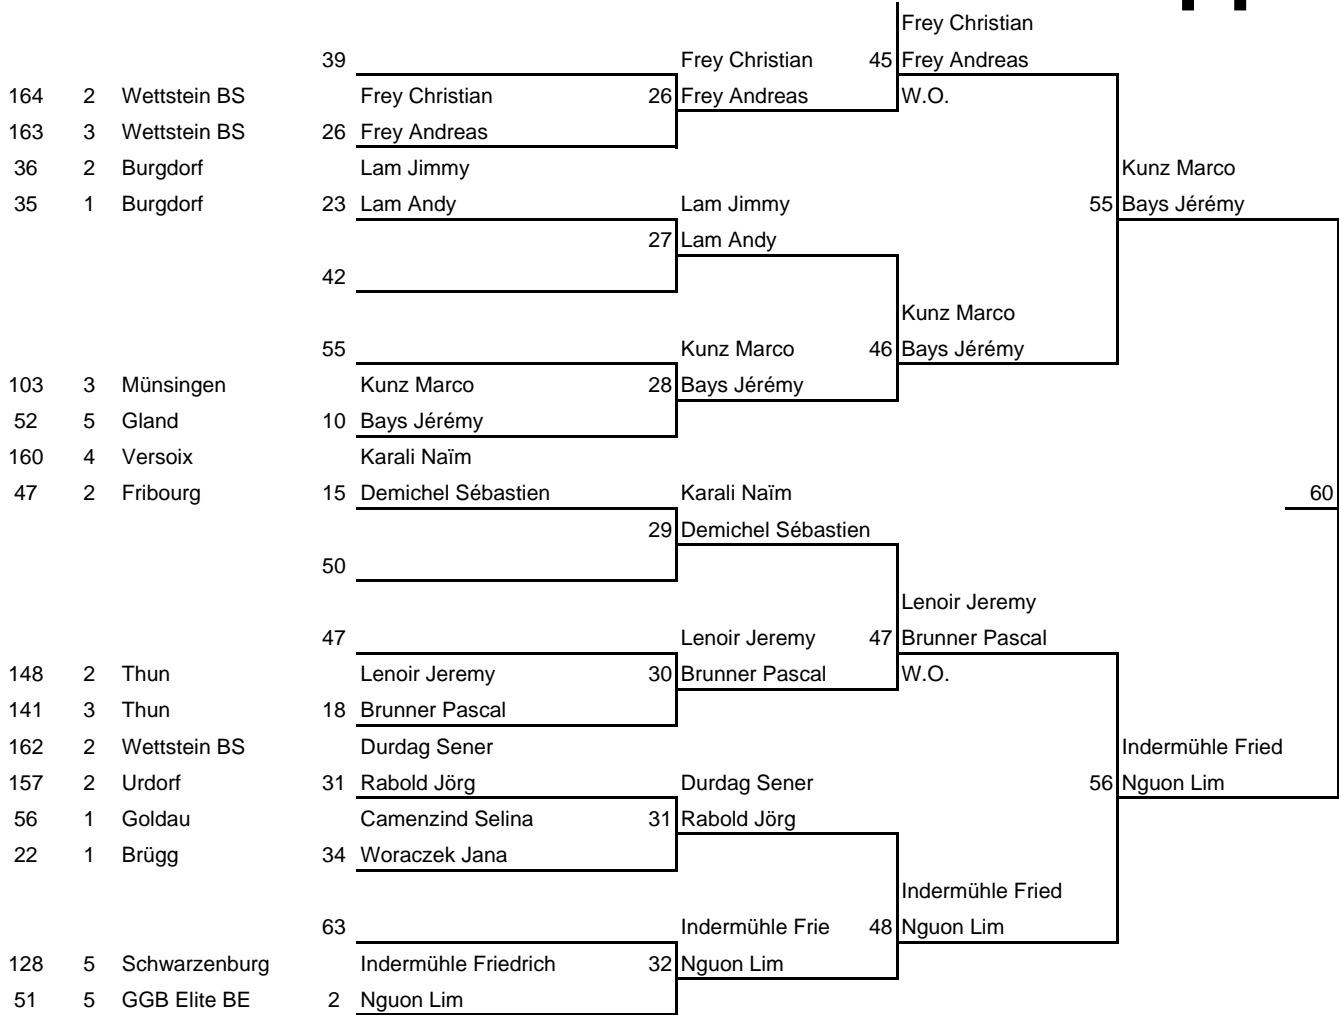 Frey Christian
39 Frey Christian 45 Frey Andreas
164 2 Wettstein BS Frey Christian 26 Frey Andreas W.O.
163 3 Wettstein BS 26 Frey Andreas
36 2 Burgdorf Lam Jimmy Kunz Marco
35 1 Burgdorf 23 Lam Andy Lam Jimmy 55 Bays Jérémy
27 Lam Andy
42
Kunz Marco
55 Kunz Marco 46 Bays Jérémy
103 3 Münsingen Kunz Marco 28 Bays Jérémy
52 5 Gland 10 Bays Jérémy
160 4 Versoix Karali Naïm
47 2 Fribourg 15 Demichel Sébastien Karali Naïm 60
29 Demichel Sébastien
50
Lenoir Jeremy
47 Lenoir Jeremy 47 Brunner Pascal
148 2 Thun Lenoir Jeremy 30 Brunner Pascal W.O.
141 3 Thun 18 Brunner Pascal
162 2 Wettstein BS Durdag Sener Indermühle Fried
157 2 Urdorf 31 Rabold Jörg Durdag Sener 56 Nguon Lim
56 1 Goldau Camenzind Selina 31 Rabold Jörg
22 1 Brügg 34 Woraczek Jana
Indermühle Fried
63 Indermühle Frie 48 Nguon Lim
128 5 Schwarzenburg Indermühle Friedrich 32 Nguon Lim
51 5 GGB Elite BE 2 Nguon Lim